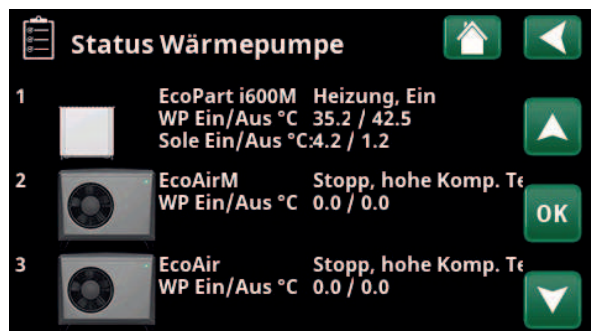 Status Wärmepumpe
1 EcoPart i600M Heizung, Ein
WP Ein/Aus °C 35.2 / 42.5
Sole Ein/Aus °C:4.2 / 1.2
2 EcoAirM Stopp, hohe Komp. Te
WP Ein/Aus °C 0.0 / 0.0
OK
3 EcoAir Stopp, hohe Komp. Te
WP Ein/Aus °C 0.0 / 0.0